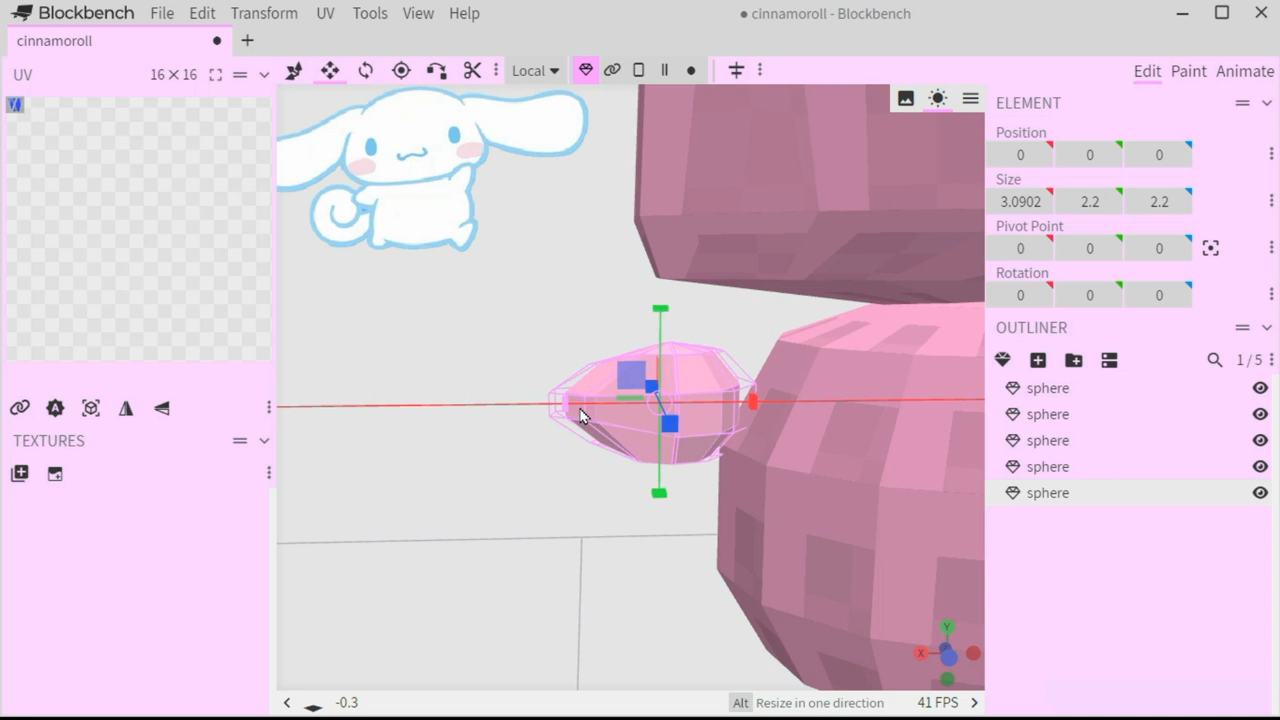 Blockbench File Edit Transform UV Tools View Help cinnamoroll - Blockbench
cinnamoroll
UV 16×16 Local Edit Paint Animate
ELEMENT
Position
0 0 0
Size
3.0902 2.2 2.2
Pivot Point
0 0 0
Rotation
0 0 0
OUTLINER
1/5
sphere
sphere
sphere
sphere
sphere
TEXTURES
Y
X
-0.3 Alt Resize in one direction 41 FPS